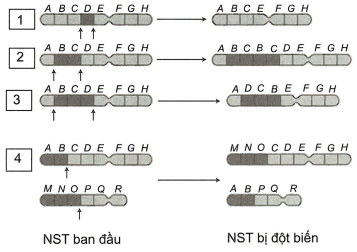 1 A B C D E F G H A B C E F G H
2 A B C D E F G H A B C B C D E F G H
3 A B C D E F G H A D C B E F G H
4 A B C D E F G H M N O C D E F G H
M N O P Q R A B P Q R
NST ban đầu NST bị đột biến